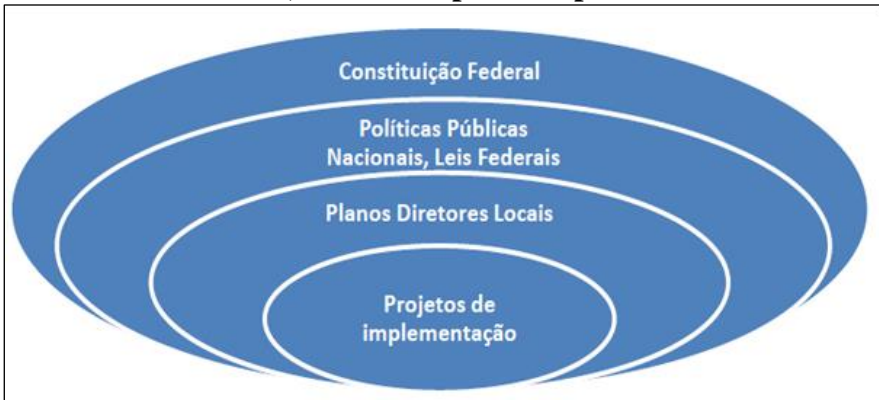 Constituição Federal
Políticas Públicas
Nacionais, Leis Federais
Planos Diretores Locais
Projetos de
implementação